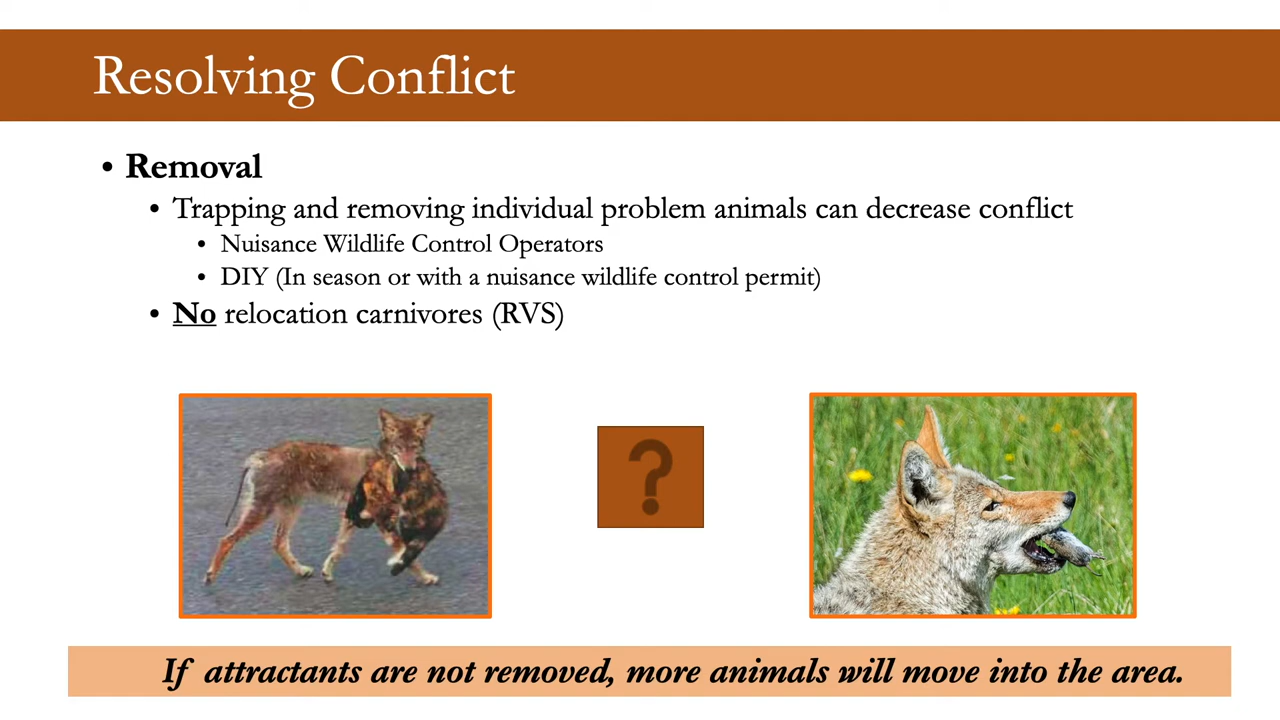 Resolving Conflict
• Removal
• Trapping and removing individual problem animals can decrease conflict
• Nuisance Wildlife Control Operators
• DIY (In season or with a nuisance wildlife control permit)
• No relocation carnivores (RVS)
?
If attractants are not removed, more animals will move into the area.